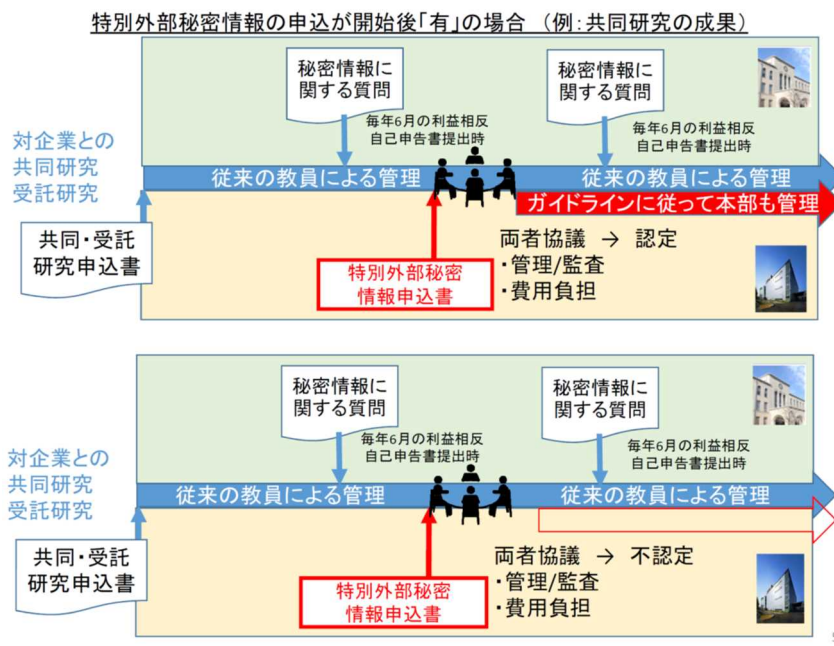 特別外部秘密情報の申込が開始後「有」の場合 (例:共同研究の成果)
秘密情報に
関する質問
毎年6月の利益相反
自己申告書提出時
秘密情報に
関する質問
毎年6月の利益相反
自己申告書提出時
対企業との
共同研究
受託研究
従来の教員による管理
従来の教員による管理
ガイドラインに従って本部も管理
共同・受託
研究申込書
特別外部秘密
情報申込書
両者協議 → 認定
・管理/監査
・費用負担
秘密情報に
関する質問
毎年6月の利益相反
自己申告書提出時
秘密情報に
関する質問
毎年6月の利益相反
自己申告書提出時
対企業との
共同研究
受託研究
従来の教員による管理
従来の教員による管理
共同・受託
研究申込書
特別外部秘密
情報申込書
両者協議 → 不認定
・管理/監査
・費用負担